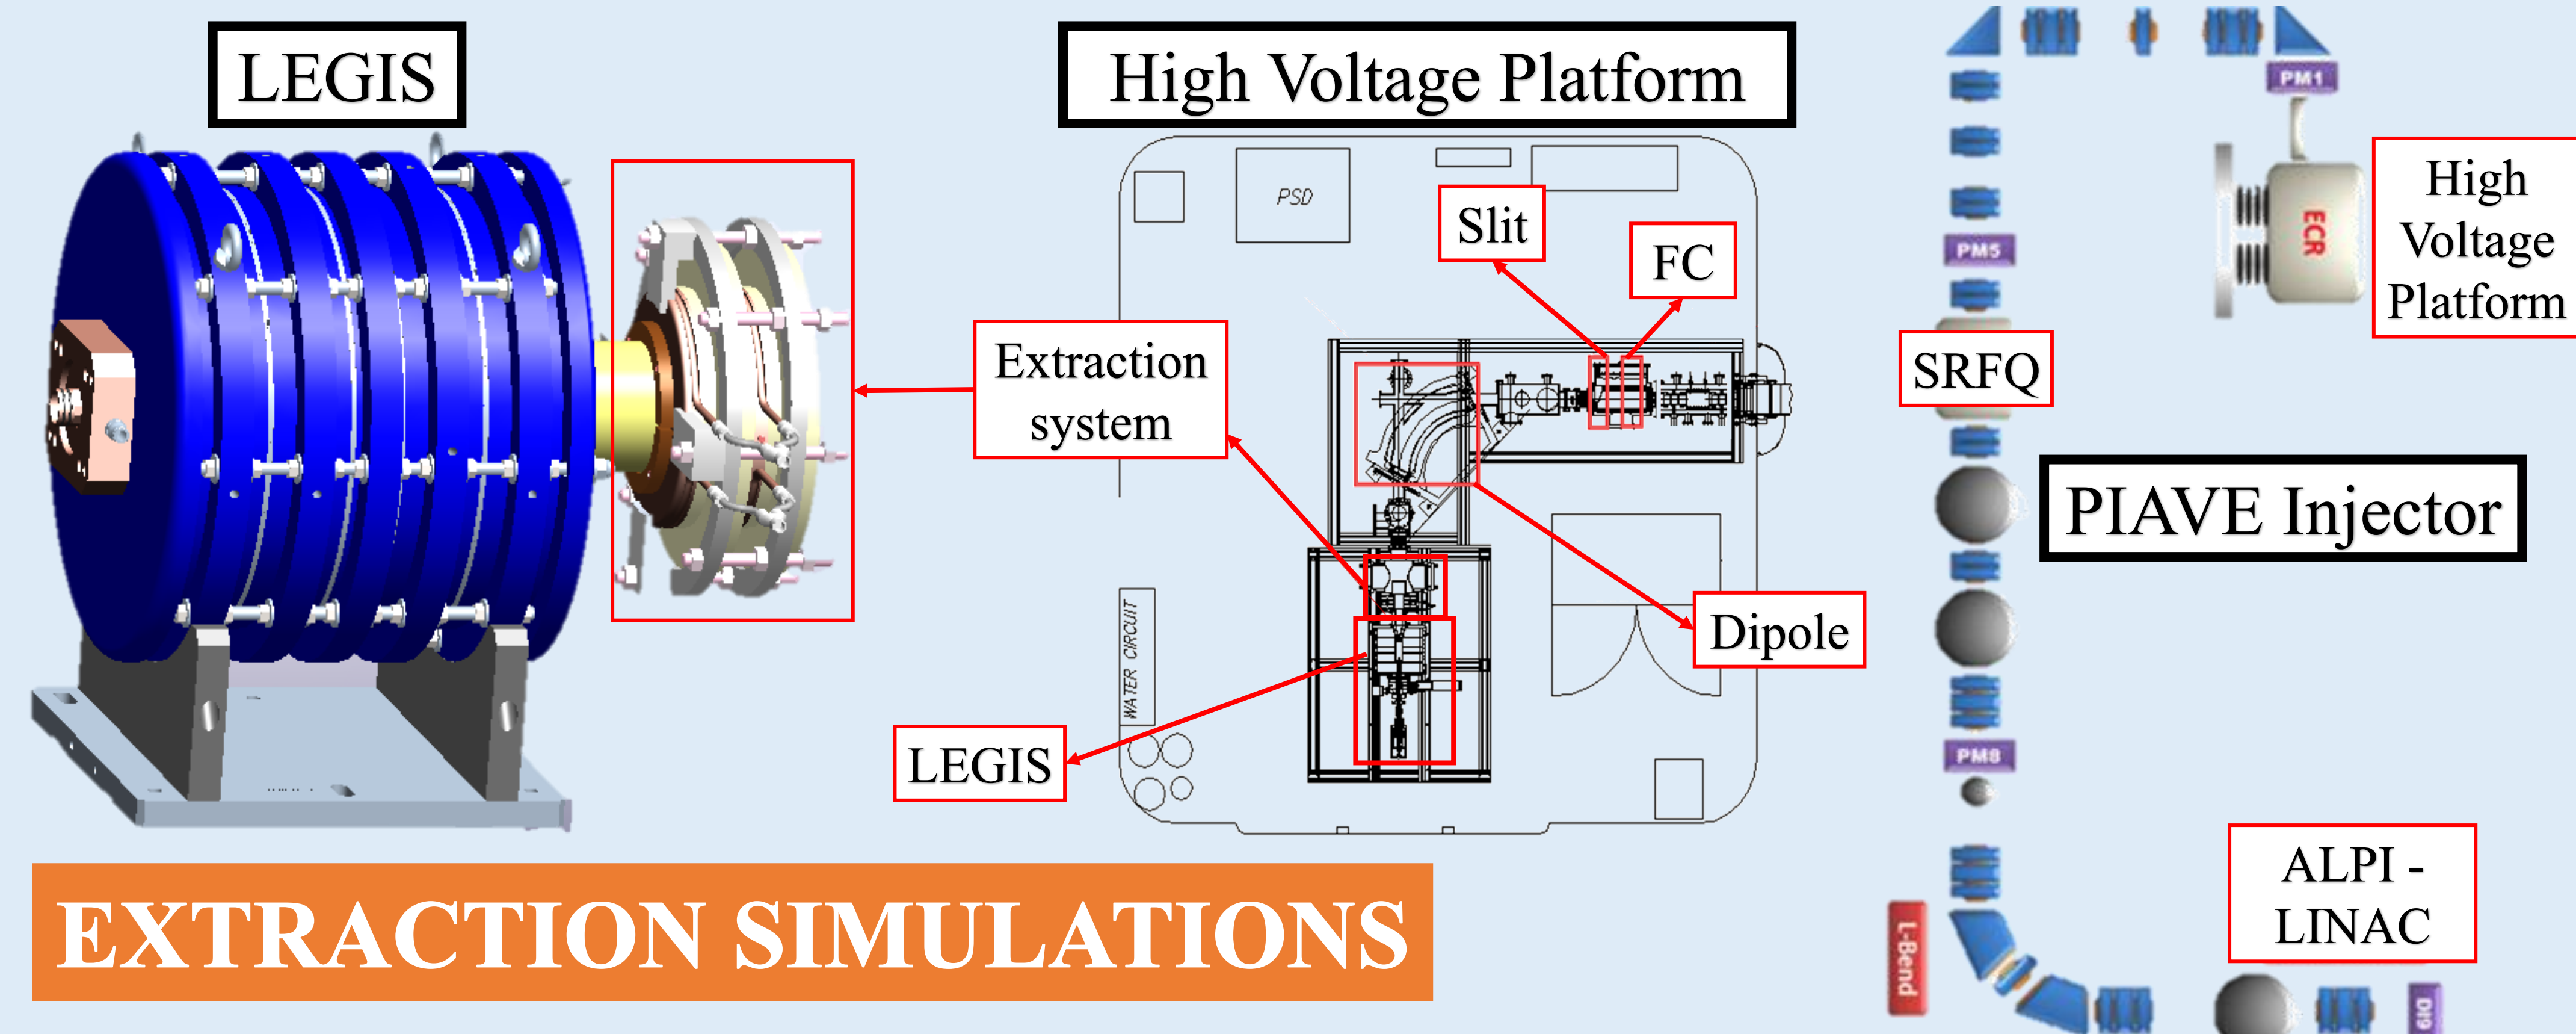 LEGIS
High Voltage Platform
PSD
Slit
FC
Extraction
system
Dipole
WATER CIRCUIT
LEGIS
EXTRACTION SIMULATIONS
PM1
ECR
High
Voltage
Platform
PM5
SRFQ
PIAVE Injector
PM8
ALPI -
LINAC
L-Bend
DI9